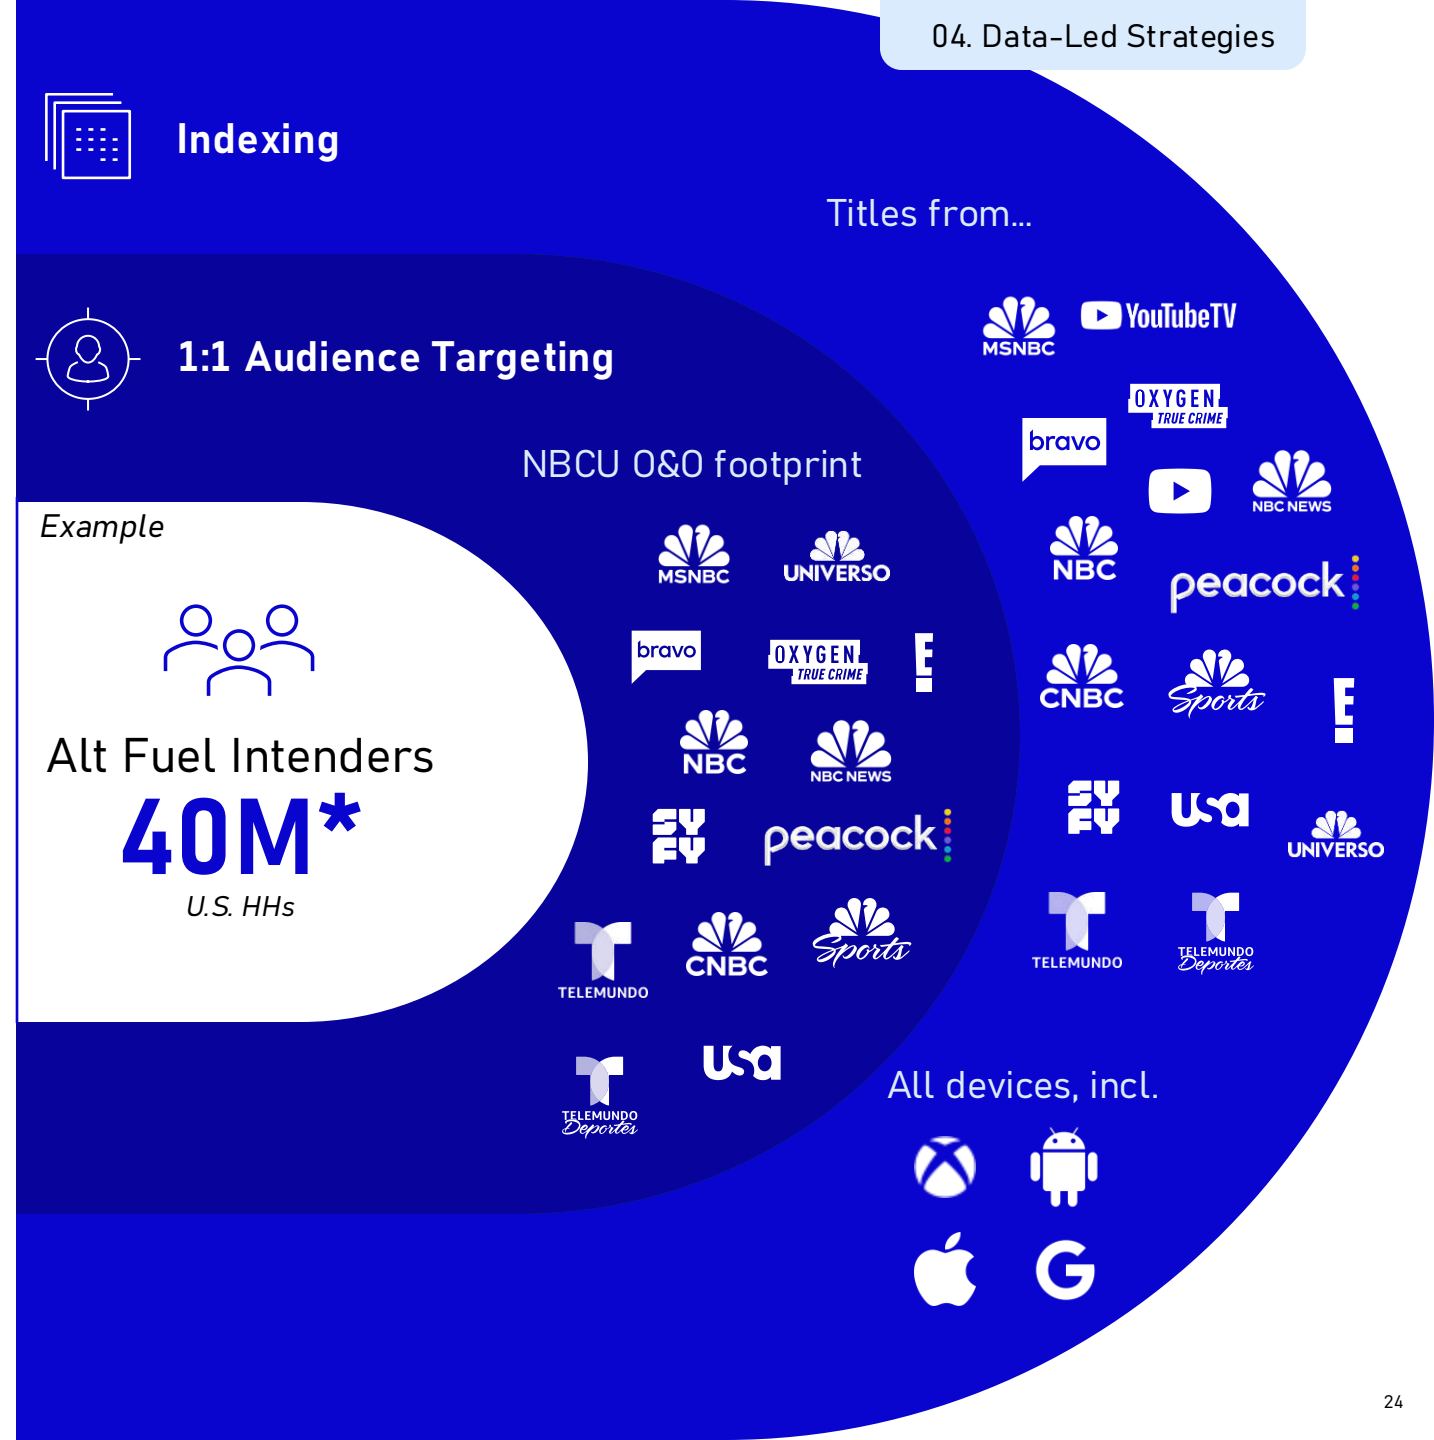 04. Data-Led Strategies
Indexing
Titles from...
MSNBC
YouTubeTV
OXYGEN
TRUE CRIME
bravo
NBC NEWS
NBC
peacock
CNBC
Sports
E!
SYFY
usa
UNIVERSO
TELEMUNDO
TELEMUNDO
Deportes
All devices, incl.
G
1:1 Audience Targeting
NBCU O&O footprint
MSNBC
UNIVERSO
bravo
OXYGEN
TRUE CRIME
E!
NBC
NBC NEWS
SY
FY
peacock
TELEMUNDO
CNBC
Sports
TELEMUNDO
Deportes
usa
Example
Alt Fuel Intenders
40M*
U.S. HHs
24